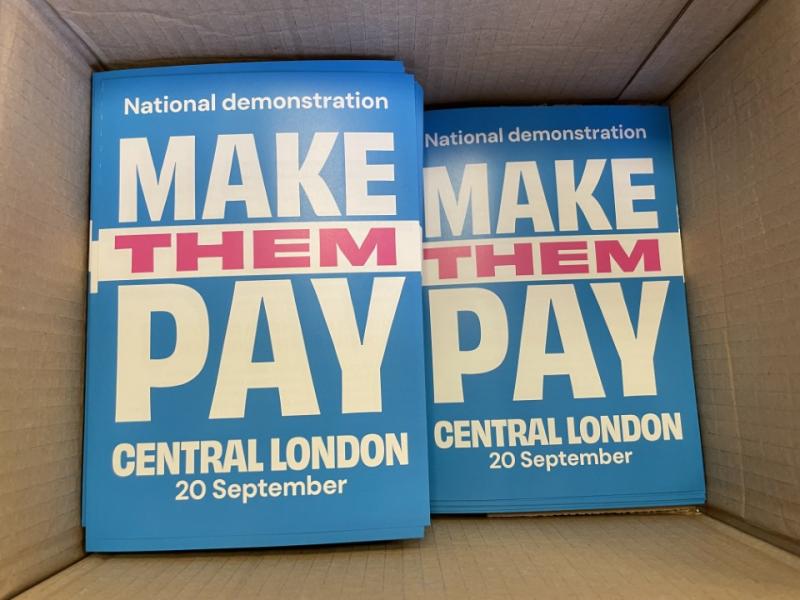 National demonstration
MAKE
THEM
PAY
CENTRAL LONDON
20 September
National demonstration
MAKE
THEM
PAY
CENTRAL LONDON
20 September